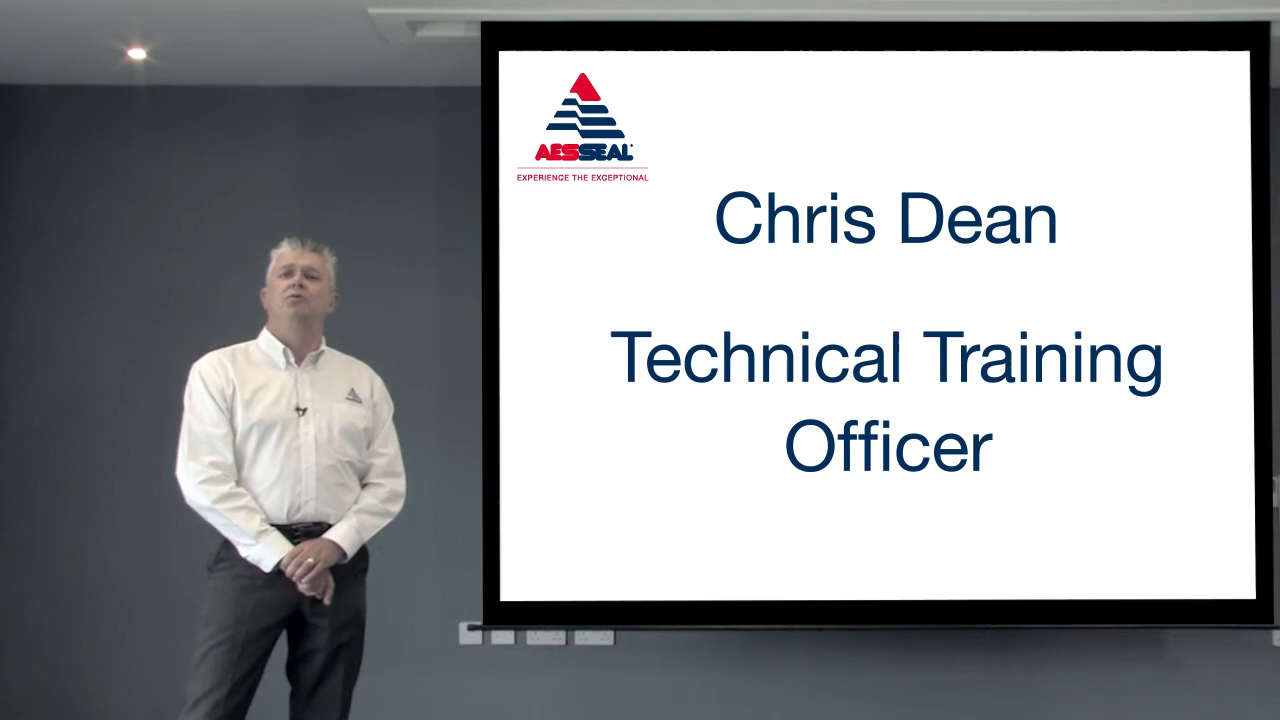 AESSEAL
EXPERIENCE THE EXCEPTIONAL
Chris Dean
Technical Training
Officer